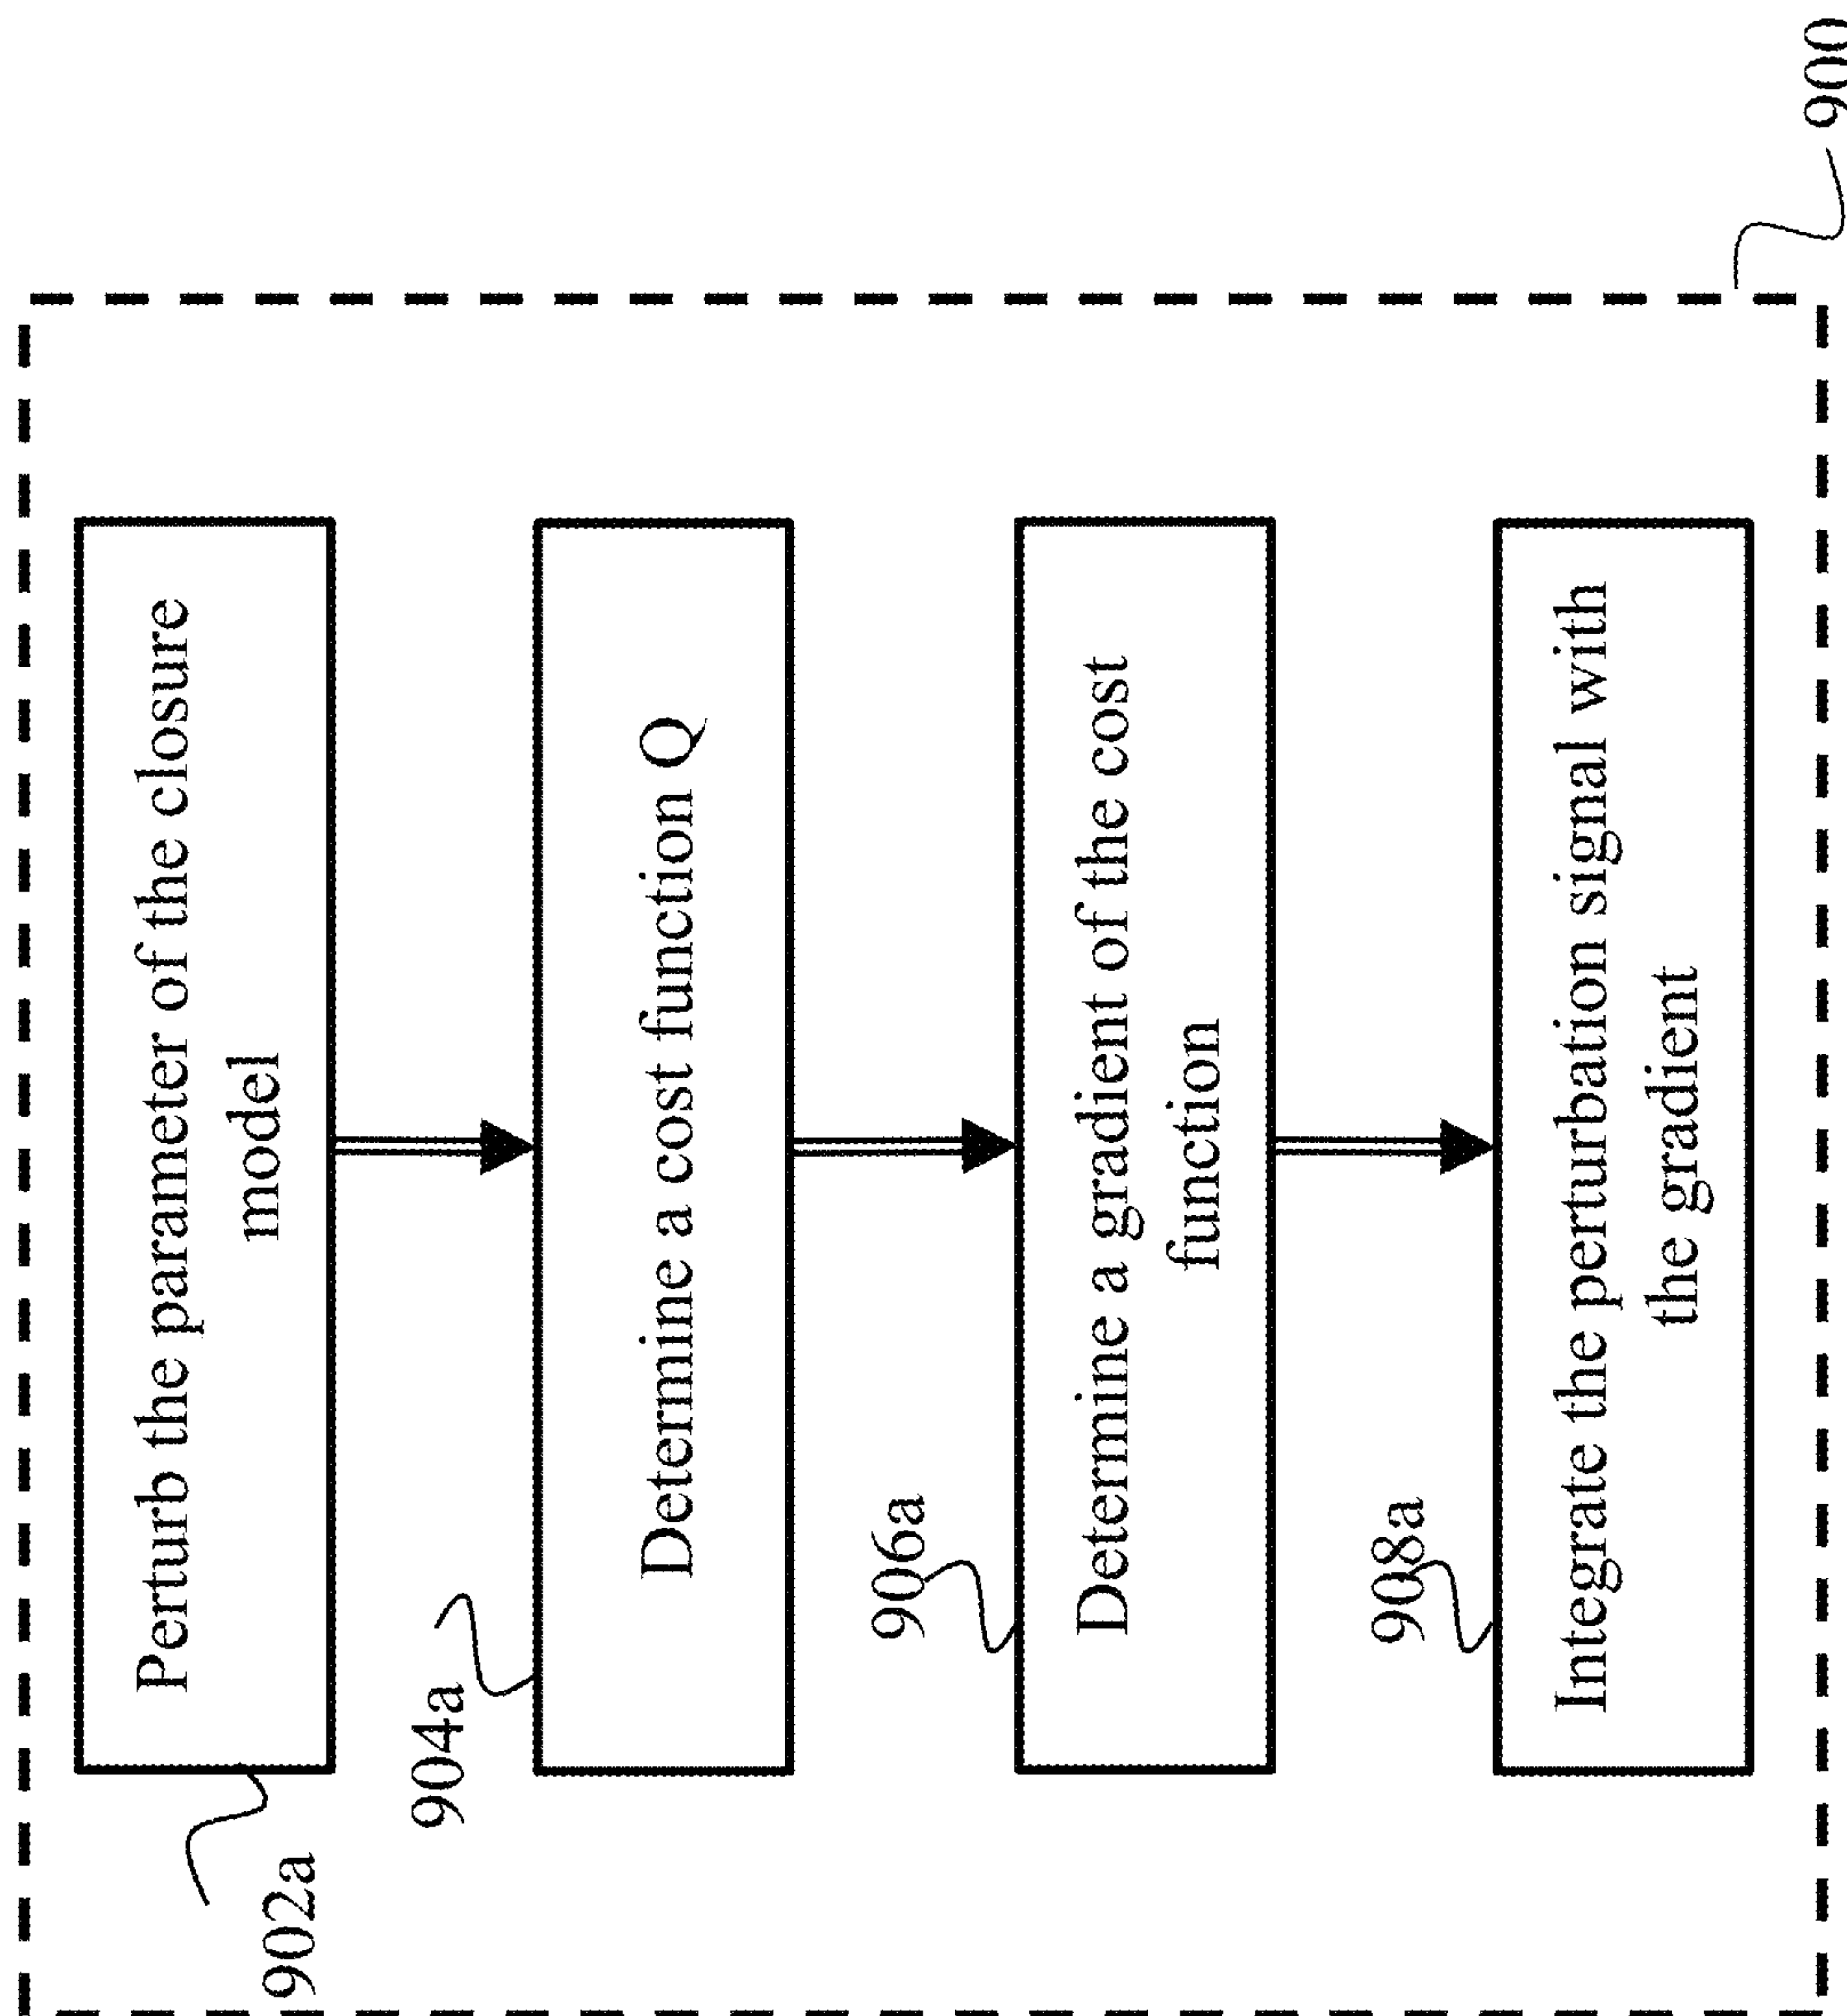 902a
Perturb the parameter of the closure
model
904a
Determine a cost function Q
906a
Determine a gradient of the cost
function
908a
Integrate the perturbation signal with
the gradient
900